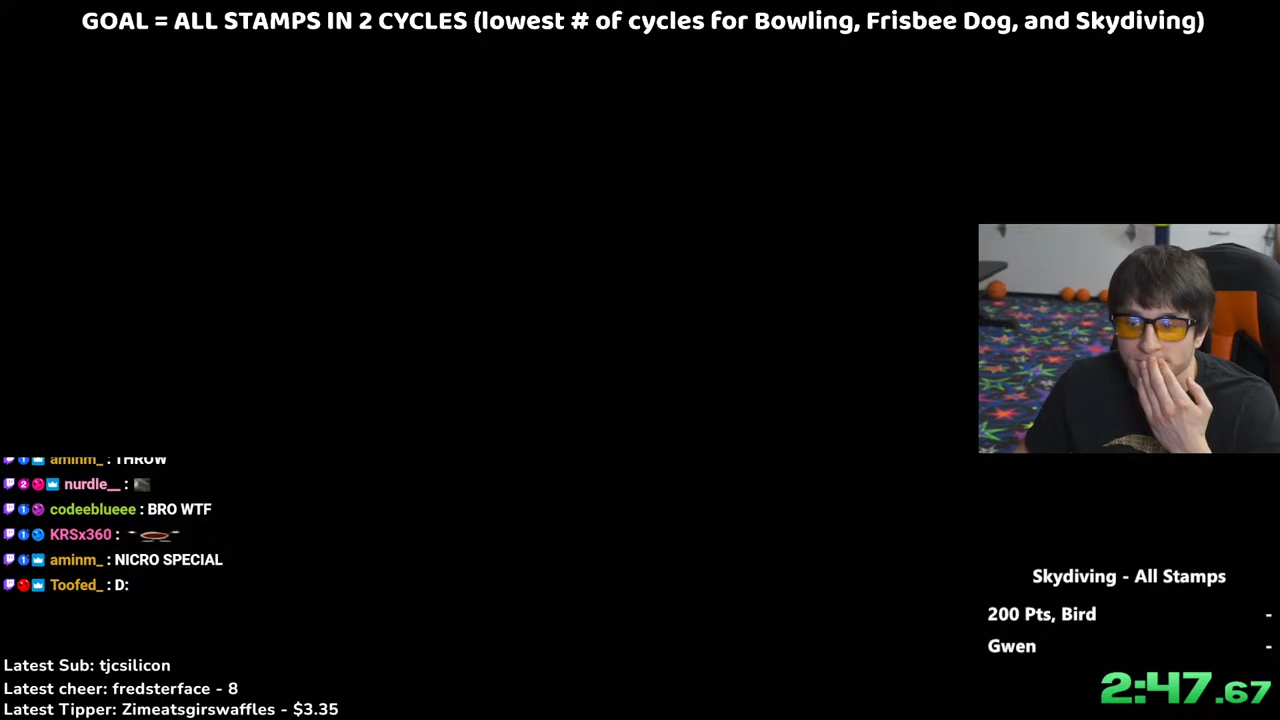 GOAL = ALL STAMPS IN 2 CYCLES (lowest # of cycles for Bowling, Frisbee Dog, and Skydiving)
aminm_ : THROW
nurdle__ :
codeeblueee : BRO WTF
KRSx360 :
aminm_ : NICRO SPECIAL
Toofed_ : D:
Latest Sub: tjcsilicon
Latest cheer: fredsterface - 8
Latest Tipper: Zimeatsgirswaffles - $3.35
Skydiving - All Stamps
200 Pts, Bird -
Gwen -
2:47.67